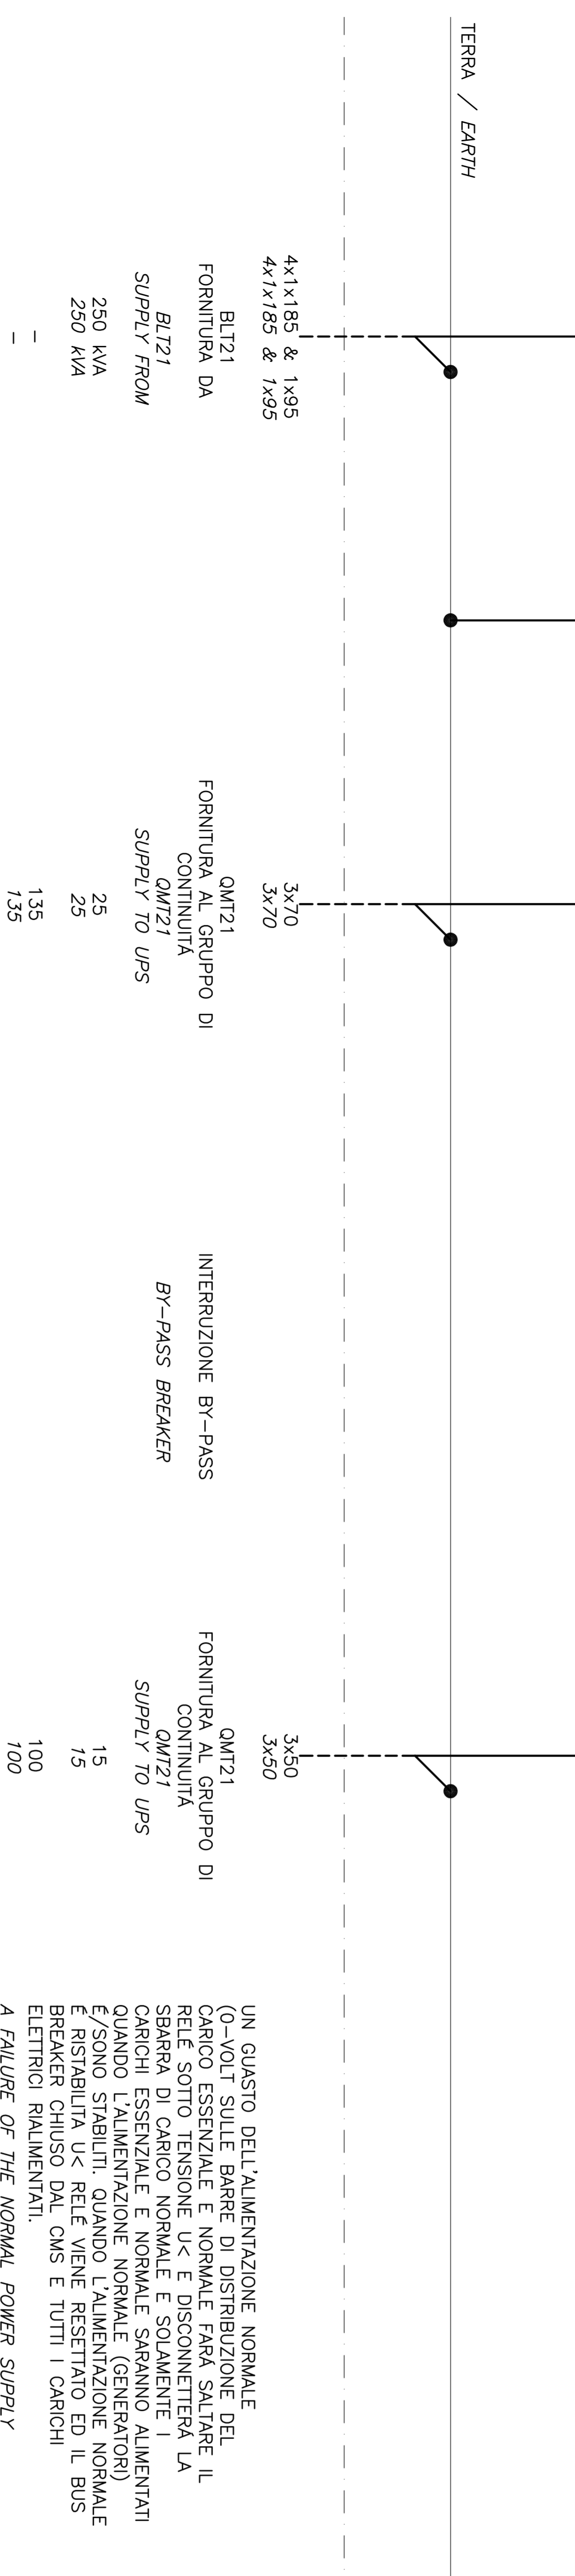 TERRA / EARTH
4x1x185 & 1x95
4x1x185 & 1x95
BLT21
FORNITURA DA
BLT21
SUPPLY FROM
250 kVA
250 kVA
–
–
3x70
3x70
QMT21
FORNITURA AL GRUPPO DI
CONTINUITÁ
QMT21
SUPPLY TO UPS
25
25
135
135
INTERRUZIONE BY–PASS
BY–PASS BREAKER
3x50
3x50
QMT21
FORNITURA AL GRUPPO DI
CONTINUITÁ
QMT21
SUPPLY TO UPS
15
15
100
100
UN GUASTO DELL'ALIMENTAZIONE NORMALE
(0–VOLT SULLE BARRE DI DISTRIBUZIONE DEL
CARICO ESSENZIALE E NORMALE FARÁ SALTARE IL
RELÉ SOTTO TENSIONE U< E DISCONNETTERÁ LA
SBARRA DI CARICO NORMALE E SOLAMENTE I
CARICHI ESSENZIALE E NORMALE SARANNO ALIMENTATI
QUANDO L'ALIMENTAZIONE NORMALE (GENERATORI)
É/SONO STABILITI. QUANDO L'ALIMENTAZIONE NORMALE
É RISTABILITA U< RELÉ VIENE RESETTATO ED IL BUS
BREAKER CHIUSO DAL CMS E TUTTI I CARICHI
ELETTRICI RIALIMENTATI.
A FAILURE OF THE NORMAL POWER SUPPLY